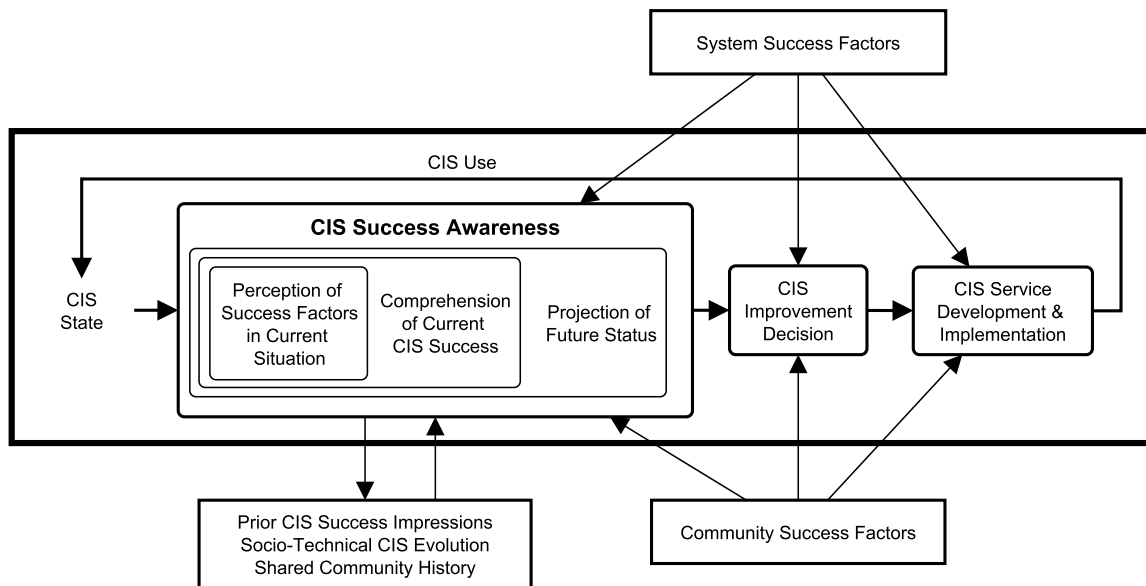 System Success Factors
CIS Use
CIS Success Awareness
CIS
State
Perception of
Success Factors
in Current
Situation
Comprehension
of Current
CIS Success
Projection of
Future Status
CIS
Improvement
Decision
CIS Service
Development &
Implementation
Prior CIS Success Impressions
Socio-Technical CIS Evolution
Shared Community History
Community Success Factors